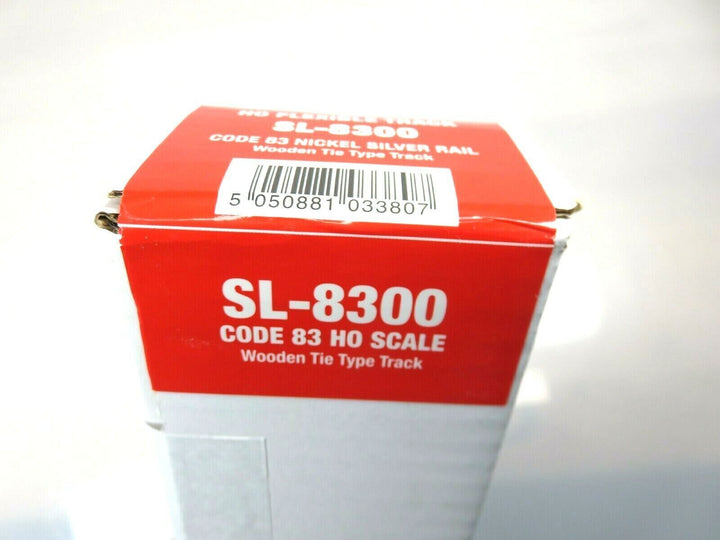 HO FLEXIBLE TRACK
SL-8300
CODE 83 NICKEL SILVER RAIL
Wooden Tie Type Track
5 050881 033807
SL-8300
CODE 83 HO SCALE
Wooden Tie Type Track